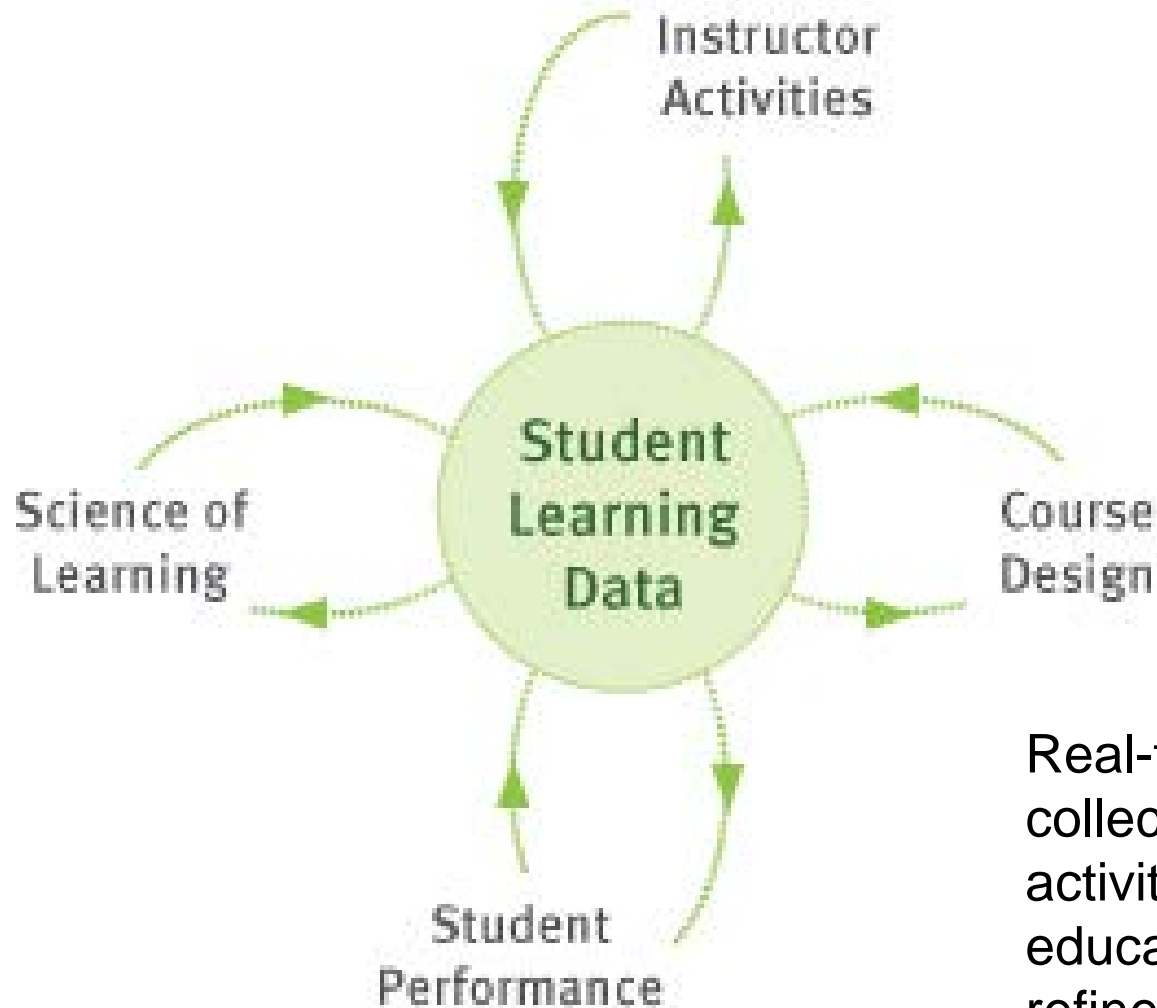 Instructor
Activities
Student
Learning
Data
Science of
Learning
Course
Design
Student
Performance
Real-
collec
activit
educa
refine